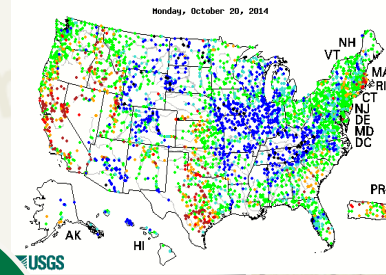 Monday, October 20, 2014
NH
VT
MA
RI
CT
NJ
DE
MD
DC
PR
AK
HI
USGS